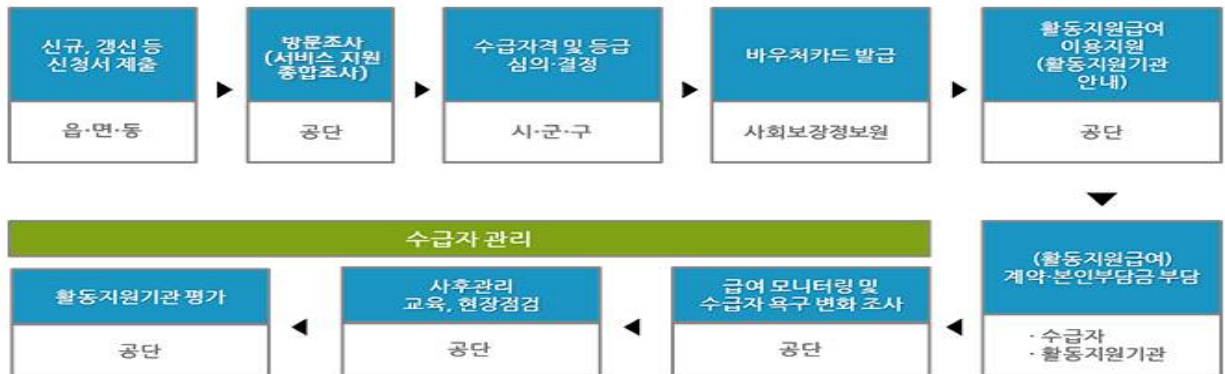 신규, 갱신 등
신청서 제출
읍·면·동
방문조사
(서비스 지원
종합조사)
공단
수급자격 및 등급
심의·결정
시·군·구
바우처카드 발급
사회보장정보원
활동지원급여
이용지원
(활동지원기관
안내)
공단
(활동지원급여)
계약·본인부담금 부담
· 수급자
· 활동지원기관
수급자 관리
급여 모니터링 및
수급자 욕구 변화 조사
공단
사후관리
교육, 현장점검
공단
활동지원기관 평가
공단